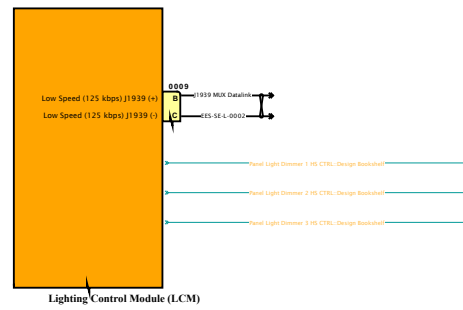 0009
Low Speed (125 kbps) J1939 (+) B J1939 MUX Datalink
Low Speed (125 kbps) J1939 (-) C EES-SE-L-0002
Panel Light Dimmer 1 HS CTRL::Design Bookshelf
Panel Light Dimmer 2 HS CTRL::Design Bookshelf
Panel Light Dimmer 3 HS CTRL::Design Bookshelf
Lighting Control Module (LCM)